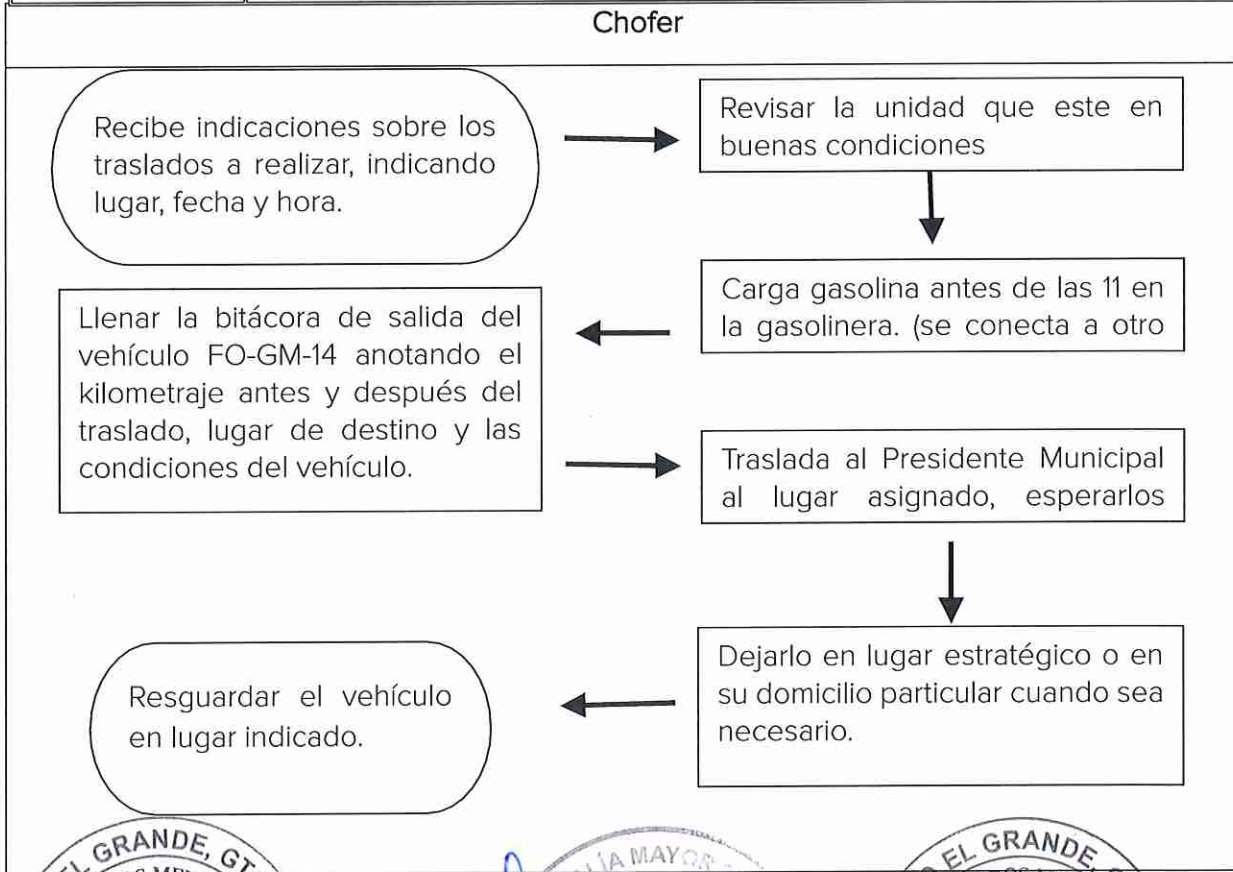 Chofer
Recibe indicaciones sobre los
traslados a realizar, indicando
lugar, fecha y hora.
Revisar la unidad que este en
buenas condiciones
Carga gasolina antes de las 11 en
la gasolinera. (se conecta a otro
Llenar la bitácora de salida del
vehículo FO-GM-14 anotando el
kilometraje antes y después del
traslado, lugar de destino y las
condiciones del vehículo.
Traslada al Presidente Municipal
al lugar asignado, esperarlos
Dejarlo en lugar estratégico o en
su domicilio particular cuando sea
necesario.
Resguardar el vehículo
en lugar indicado.
EL GRANDE, GT
MAYOR
EL GRANDE,